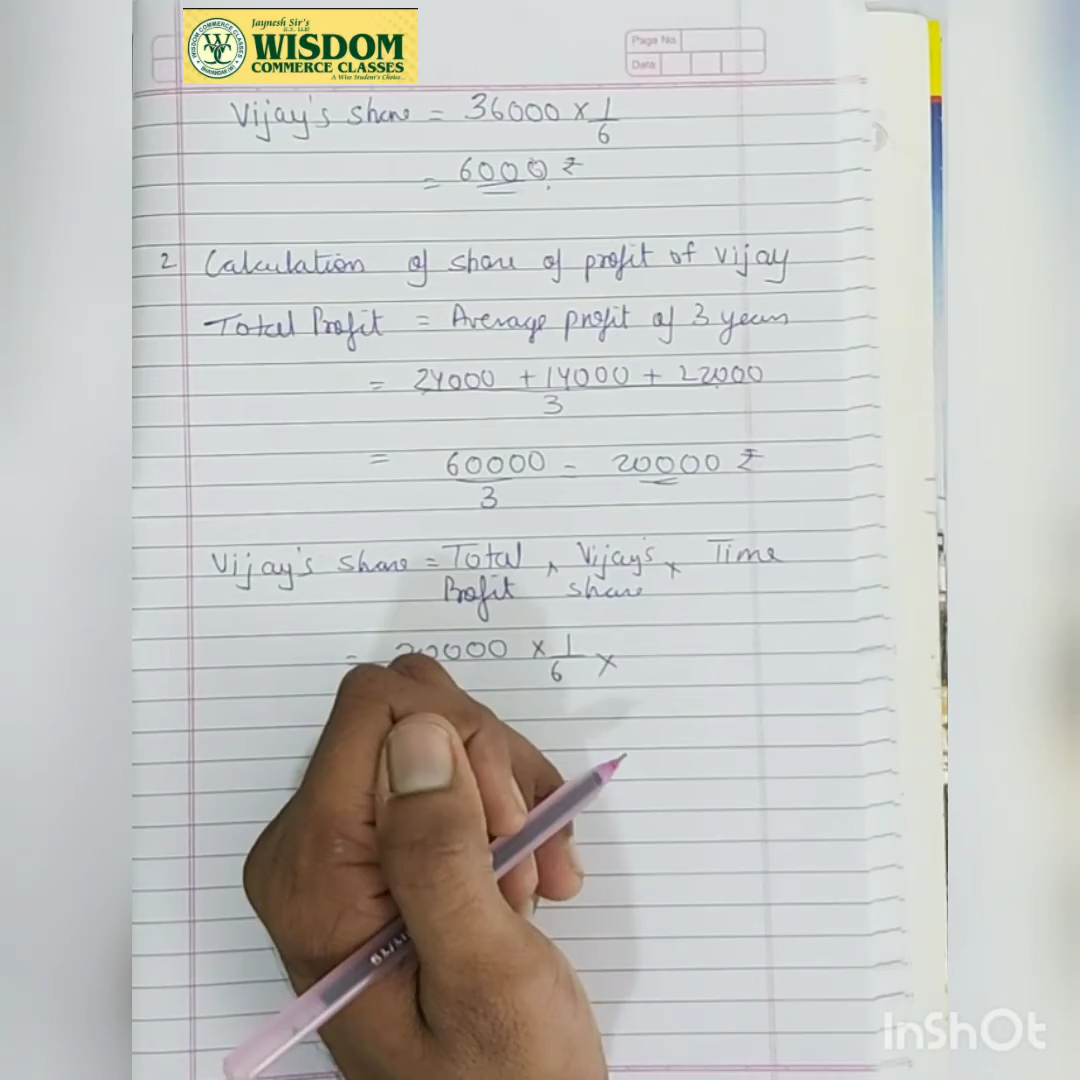 Jaynesh Sir's
WISDOM
COMMERCE CLASSES
A Wise Student's Choice...
Page No.
Date
Vijay's share = 36000 × 1/6
= 6000 ₹
2 Calculation of share of profit of Vijay
Total Profit = Average profit of 3 years
= 24000 + 14000 + 22000
3
= 60000 = 20000 ₹
3
Vijay's share = Total × Vijay's × Time
Profit share
= 20000 × 1/6 ×
InShOt